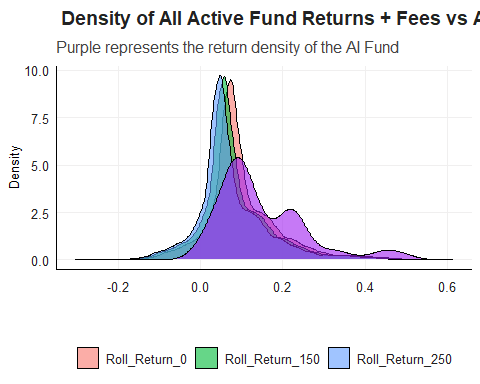 Density of All Active Fund Returns + Fees vs A
Purple represents the return density of the AI Fund
10.0
7.5
5.0
2.5
0.0
Density
-0.2 0.0 0.2 0.4 0.6
Roll_Return_0 Roll_Return_150 Roll_Return_250